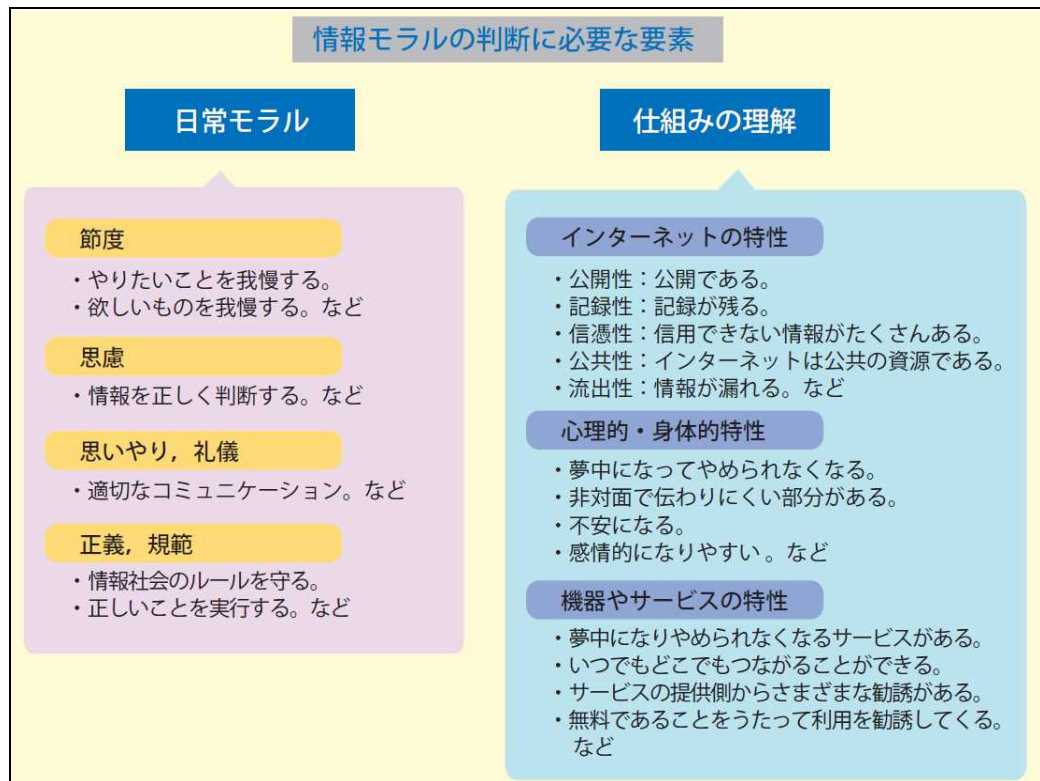 情報モラルの判断に必要な要素
日常モラル
節度
・やりたいことを我慢する。
・欲しいものを我慢する。など
思慮
・情報を正しく判断する。など
思いやり，礼儀
・適切なコミュニケーション。など
正義，規範
・情報社会のルールを守る。
・正しいことを実行する。など
仕組みの理解
インターネットの特性
・公開性：公開である。
・記録性：記録が残る。
・信憑性：信用できない情報がたくさんある。
・公共性：インターネットは公共の資源である。
・流出性：情報が漏れる。など
心理的・身体的特性
・夢中になってやめられなくなる。
・非対面で伝わりにくい部分がある。
・不安になる。
・感情的になりやすい。など
機器やサービスの特性
・夢中になりやめられなくなるサービスがある。
・いつでもどこでもつながることができる。
・サービスの提供側からさまざまな勧誘がある。
・無料であることをうたって利用を勧誘してくる。
など